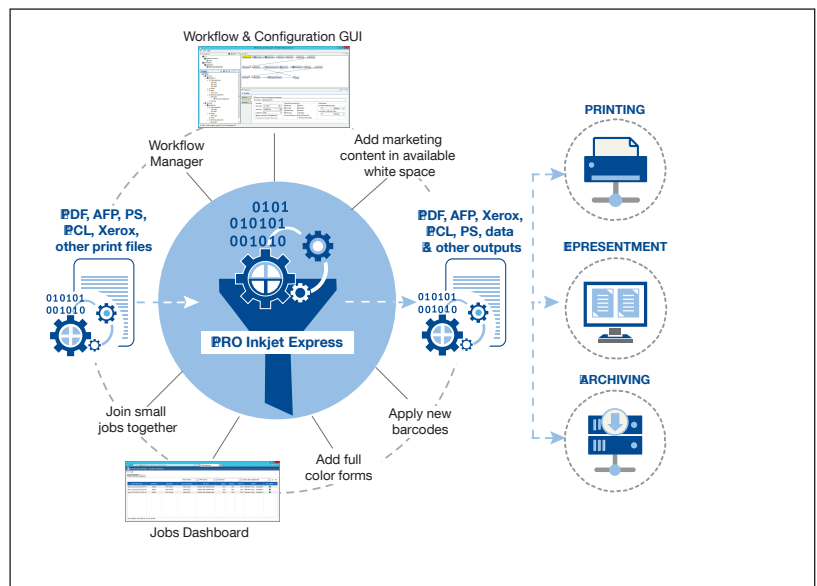 Workflow & Configuration GUI
Workflow
Manager
Add marketing
content in available
white space
PDF, AFP, PS,
PCL, Xerox,
other print files
010101
001010
0101
010101
001010
PRO Inkjet Express
PDF, AFP, Xerox,
PCL, PS, data
& other outputs
010101
001010
Join small
jobs together
Apply new
barcodes
Add full
color forms
Jobs Dashboard
PRINTING
EPRESENTMENT
ARCHIVING